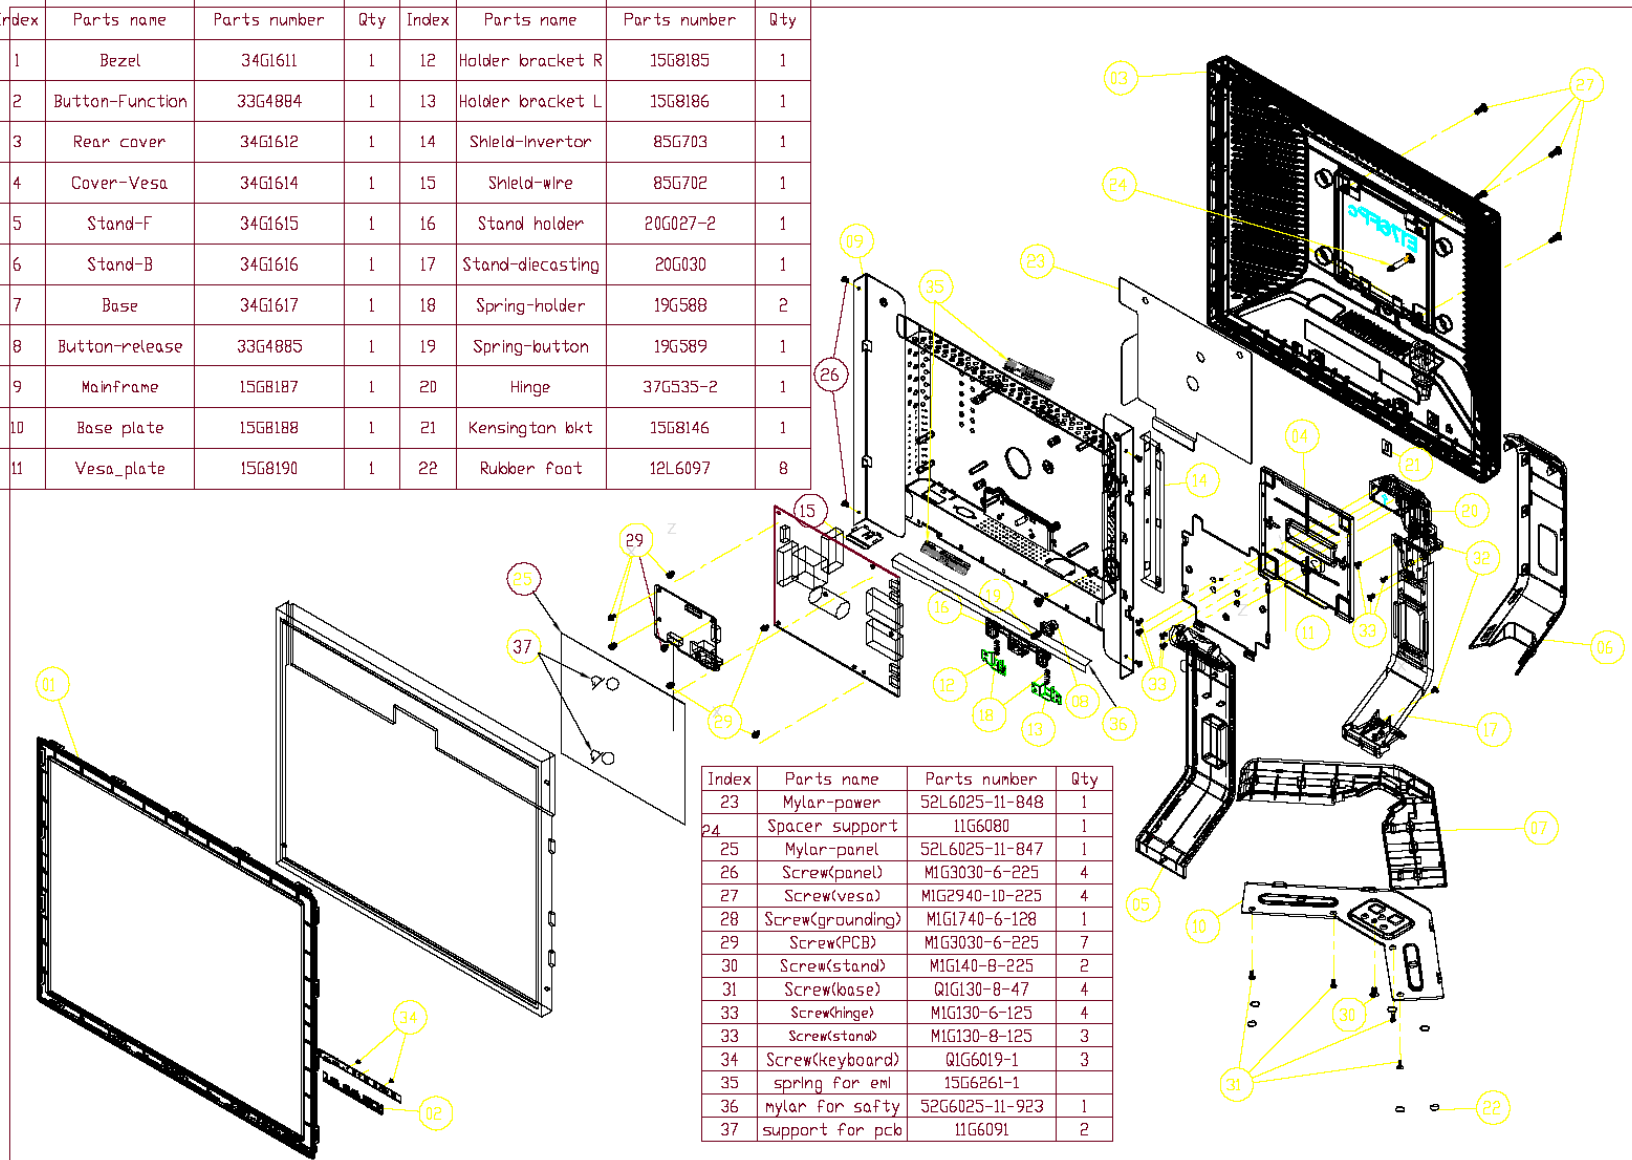 Index Parts name Parts number Qty Index Parts name Parts number Qty
1 Bezel 34G1611 1 12 Holder bracket R 15G8185 1
2 Button-Function 33G4884 1 13 Holder bracket L 15G8186 1
3 Rear cover 34G1612 1 14 Shield-Invertor 85G703 1
4 Cover-Vesa 34G1614 1 15 Shield-wire 85G702 1
5 Stand-F 34G1615 1 16 Stand holder 20G027-2 1
6 Stand-B 34G1616 1 17 Stand-diecasting 20G030 1
7 Base 34G1617 1 18 Spring-holder 19G588 2
8 Button-release 33G4885 1 19 Spring-button 19G589 1
9 Mainframe 15G8187 1 20 Hinge 37G535-2 1
10 Base plate 15G8188 1 21 Kensington bkt 15G8146 1
11 Vesa_plate 15G8190 1 22 Rubber foot 12L6097 8
03
27
24
E176FPc
09
23
35
26
04
21
14
15
20
29
Z
32
25
16
19
11
33
06
37
12
18
08
33
01
29
13
36
17
Index Parts name Parts number Qty
23 Mylar-power 52L6025-11-848 1
24 Spacer support 11G6080 1
25 Mylar-panel 52L6025-11-847 1
26 Screw(panel) M1G3030-6-225 4
27 Screw(vesa) M1G2940-10-225 4
28 Screw(grounding) M1G1740-6-128 1
29 Screw(PCB) M1G3030-6-225 7
30 Screw(stand) M1G140-8-225 2
31 Screw(base) Q1G130-8-47 4
33 Screw(hinge) M1G130-6-125 4
33 Screw(stand) M1G130-8-125 3
34 Screw(keyboard) Q1G6019-1 3
35 spring for emi 15G6261-1
36 mylar for safty 52G6025-11-923 1
37 support for pcb 11G6091 2
07
05
10
34
30
31
02
22